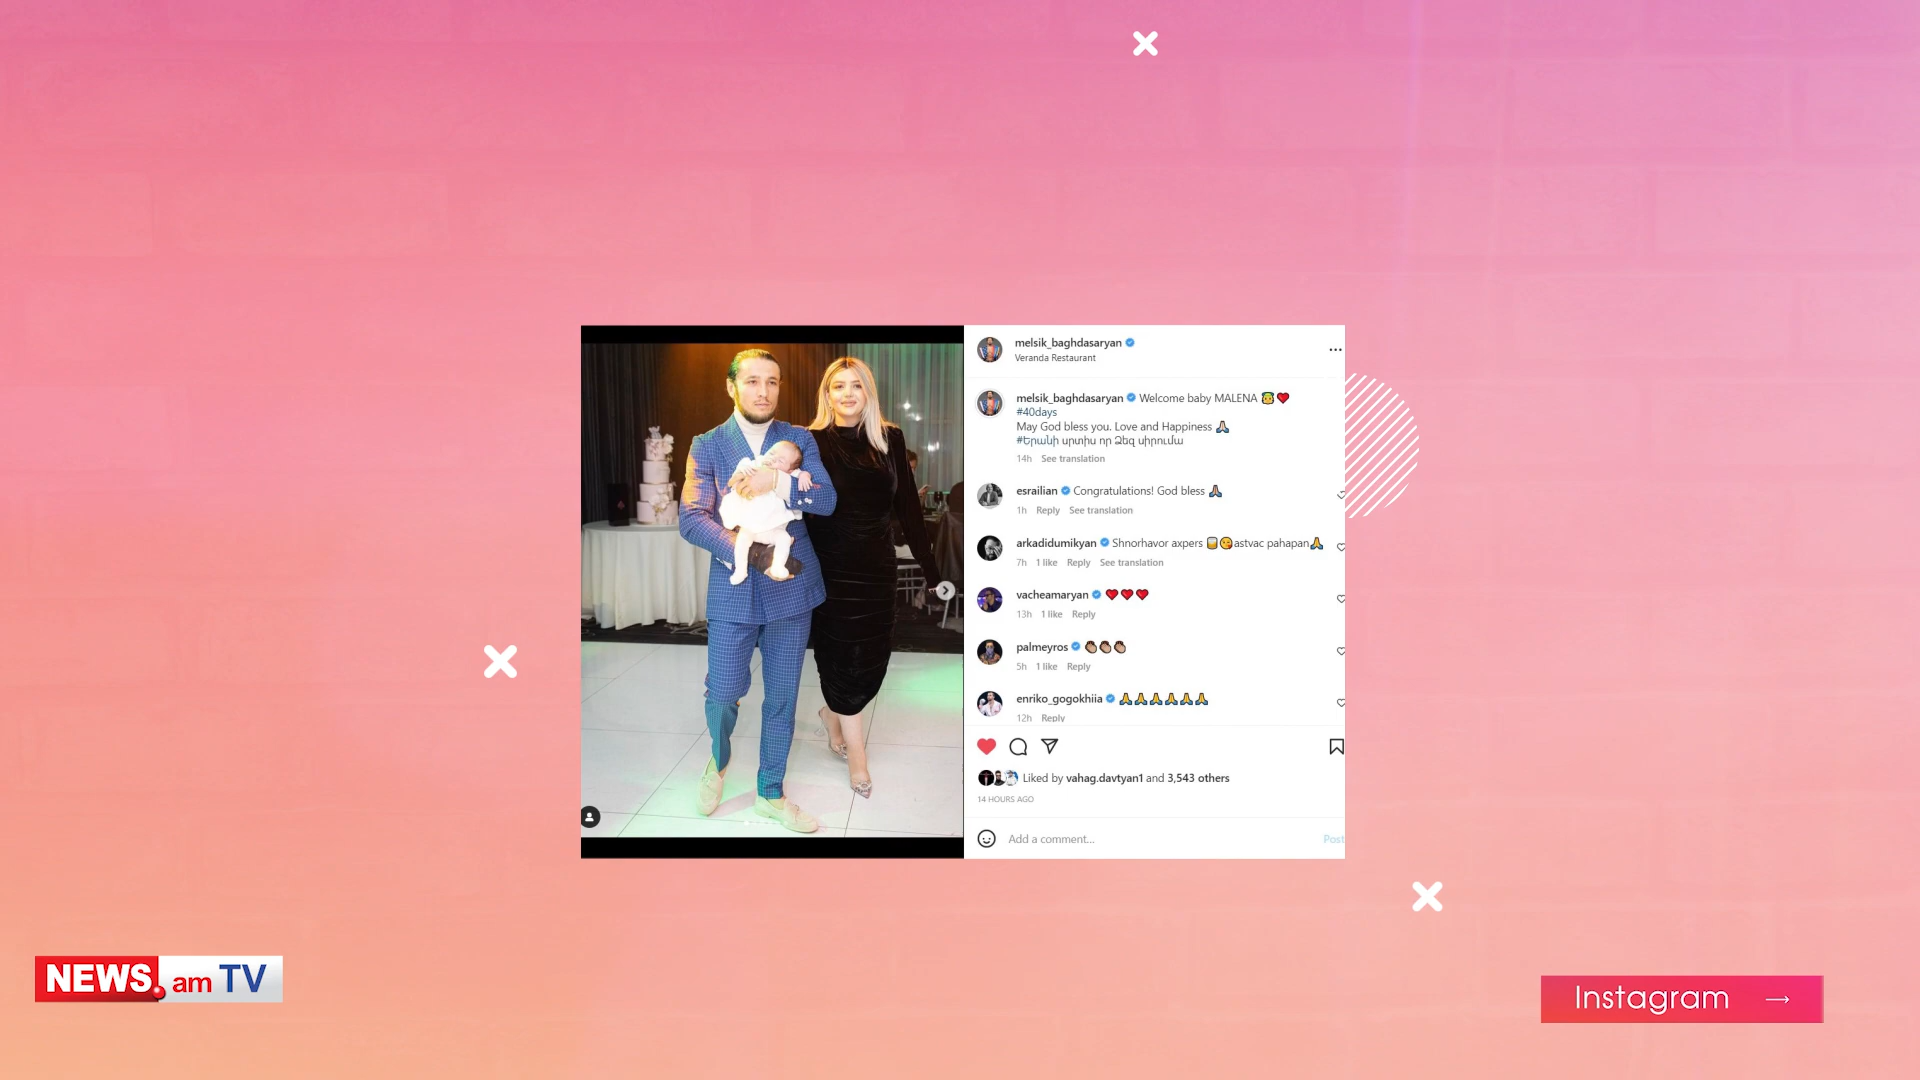 melsik_baghdasaryan
Veranda Restaurant
melsik_baghdasaryan Welcome baby MALENA 😇❤️
#40days
May God bless you. Love and Happiness 🙏🏼
#Երանի սրտիս որ Ձեզ սիրումա
14h See translation
esrailian Congratulations! God bless 🙏🏽
1h Reply See translation
arkadidumikyan Shnorhavor axpers 🥃😘astvac pahapan🙏
7h 1 like Reply See translation
vacheamaryan ❤️❤️❤️
13h 1 like Reply
palmeyros 👏🏽👏🏽👏🏽
5h 1 like Reply
enriko_gogokhiia 🙏🙏🙏🙏🙏🙏
12h Reply
Liked by vahag.davtyan1 and 3,543 others
14 HOURS AGO
Add a comment... Post
NEWS.am TV
Instagram →